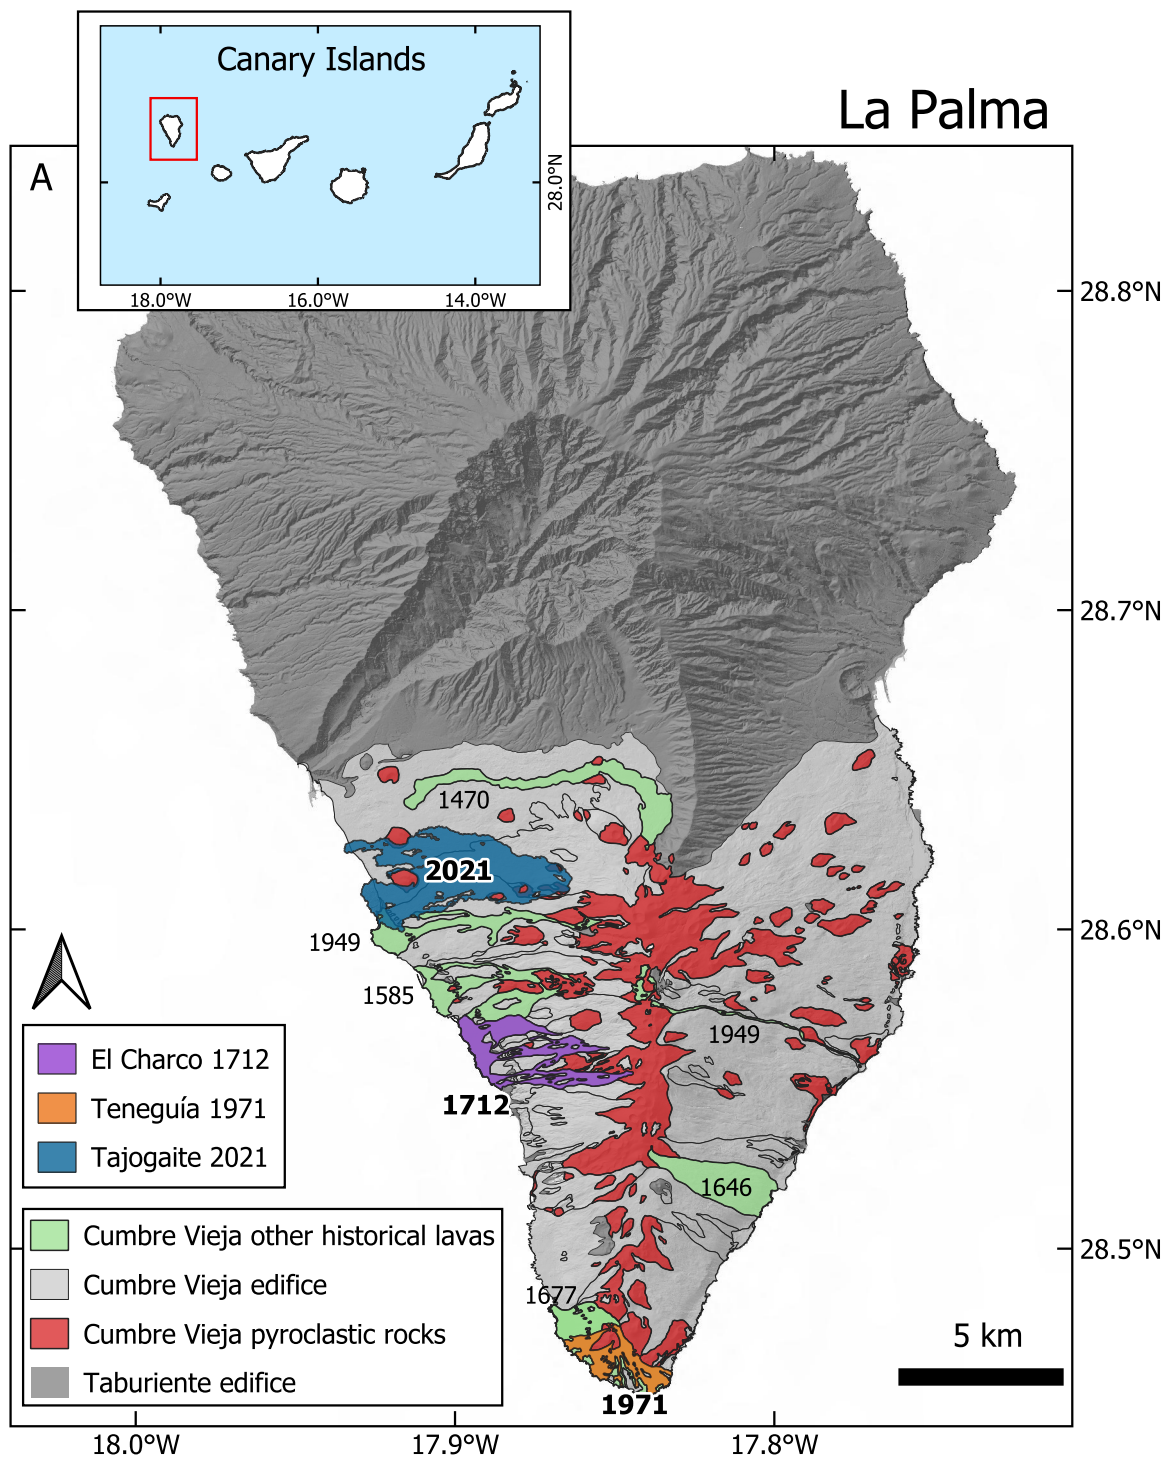 Canary Islands
28.0°N
18.0°W
16.0°W
14.0°W
La Palma
A
28.8°N
28.7°N
28.6°N
28.5°N
1470
2021
1949
1585
1949
1712
1646
1677
1971
El Charco 1712
Teneguía 1971
Tajogaite 2021
Cumbre Vieja other historical lavas
Cumbre Vieja edifice
Cumbre Vieja pyroclastic rocks
Taburiente edifice
5 km
18.0°W
17.9°W
17.8°W